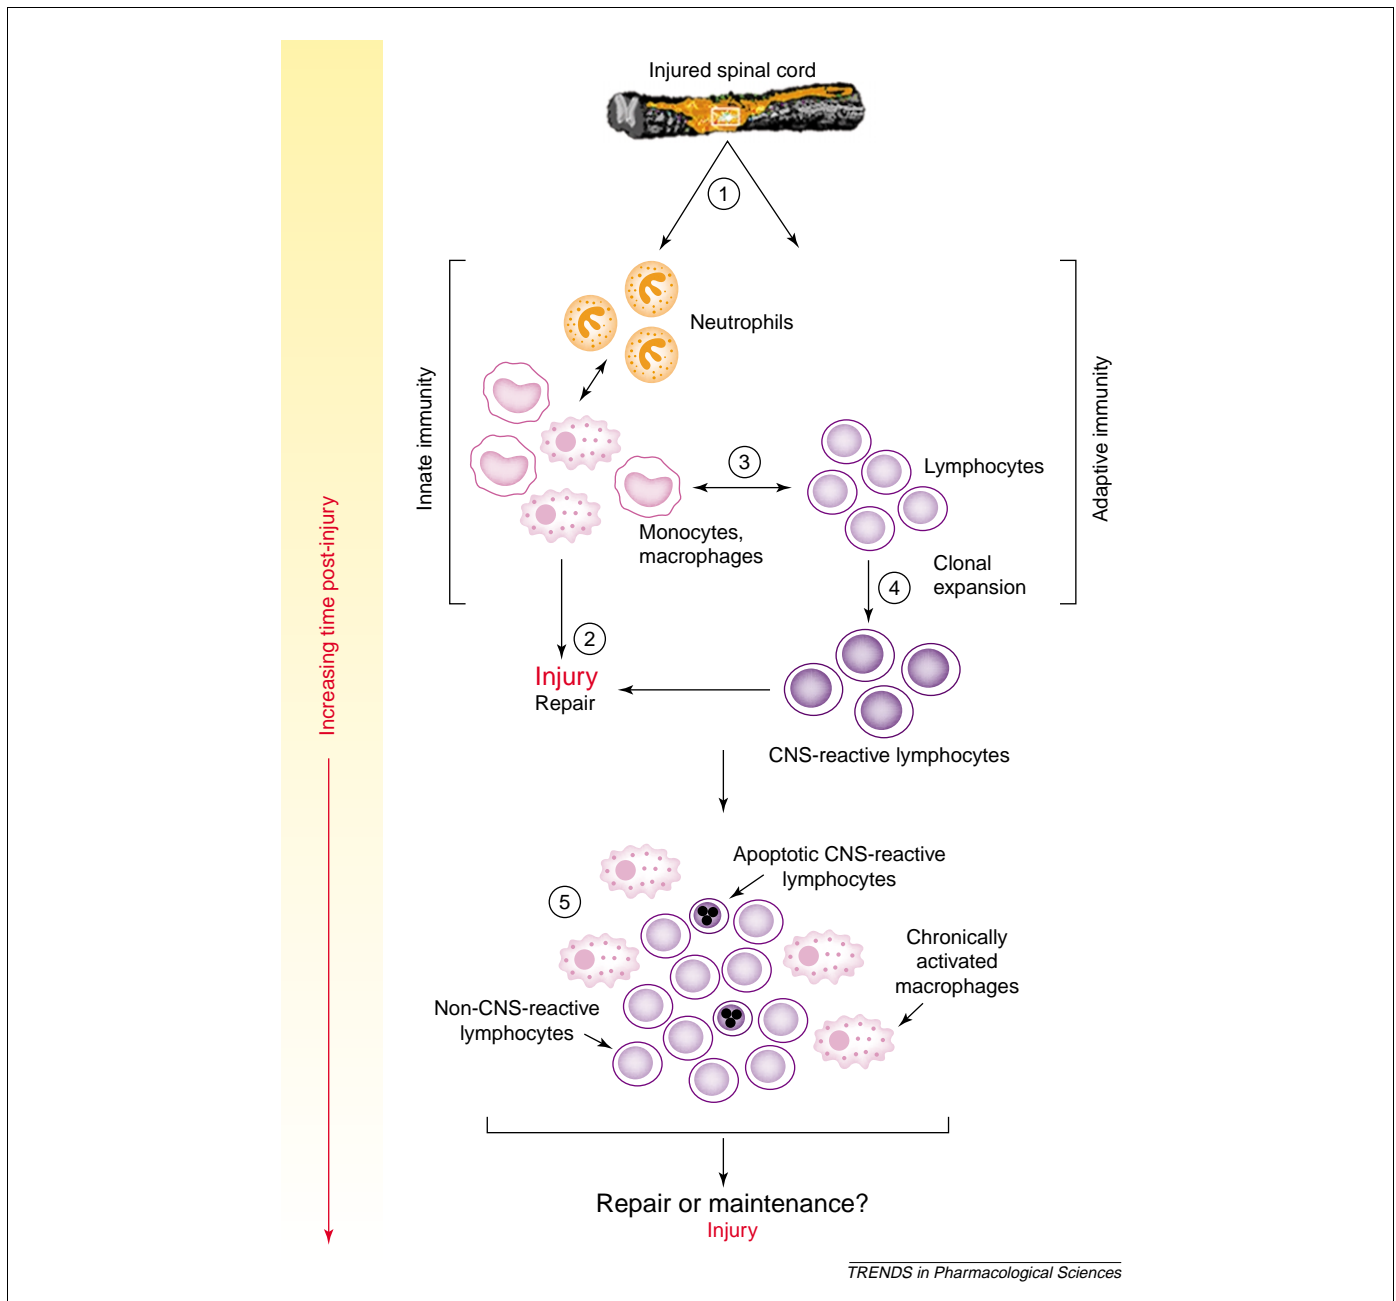 Injured spinal cord
1
Neutrophils
Innate immunity
Adaptive immunity
3
Lymphocytes
Monocytes,
macrophages
Clonal
expansion
4
2
Injury
Repair
CNS-reactive lymphocytes
Increasing time post-injury
Apoptotic CNS-reactive
lymphocytes
5
Chronically
activated
macrophages
Non-CNS-reactive
lymphocytes
Repair or maintenance?
Injury
TRENDS in Pharmacological Sciences